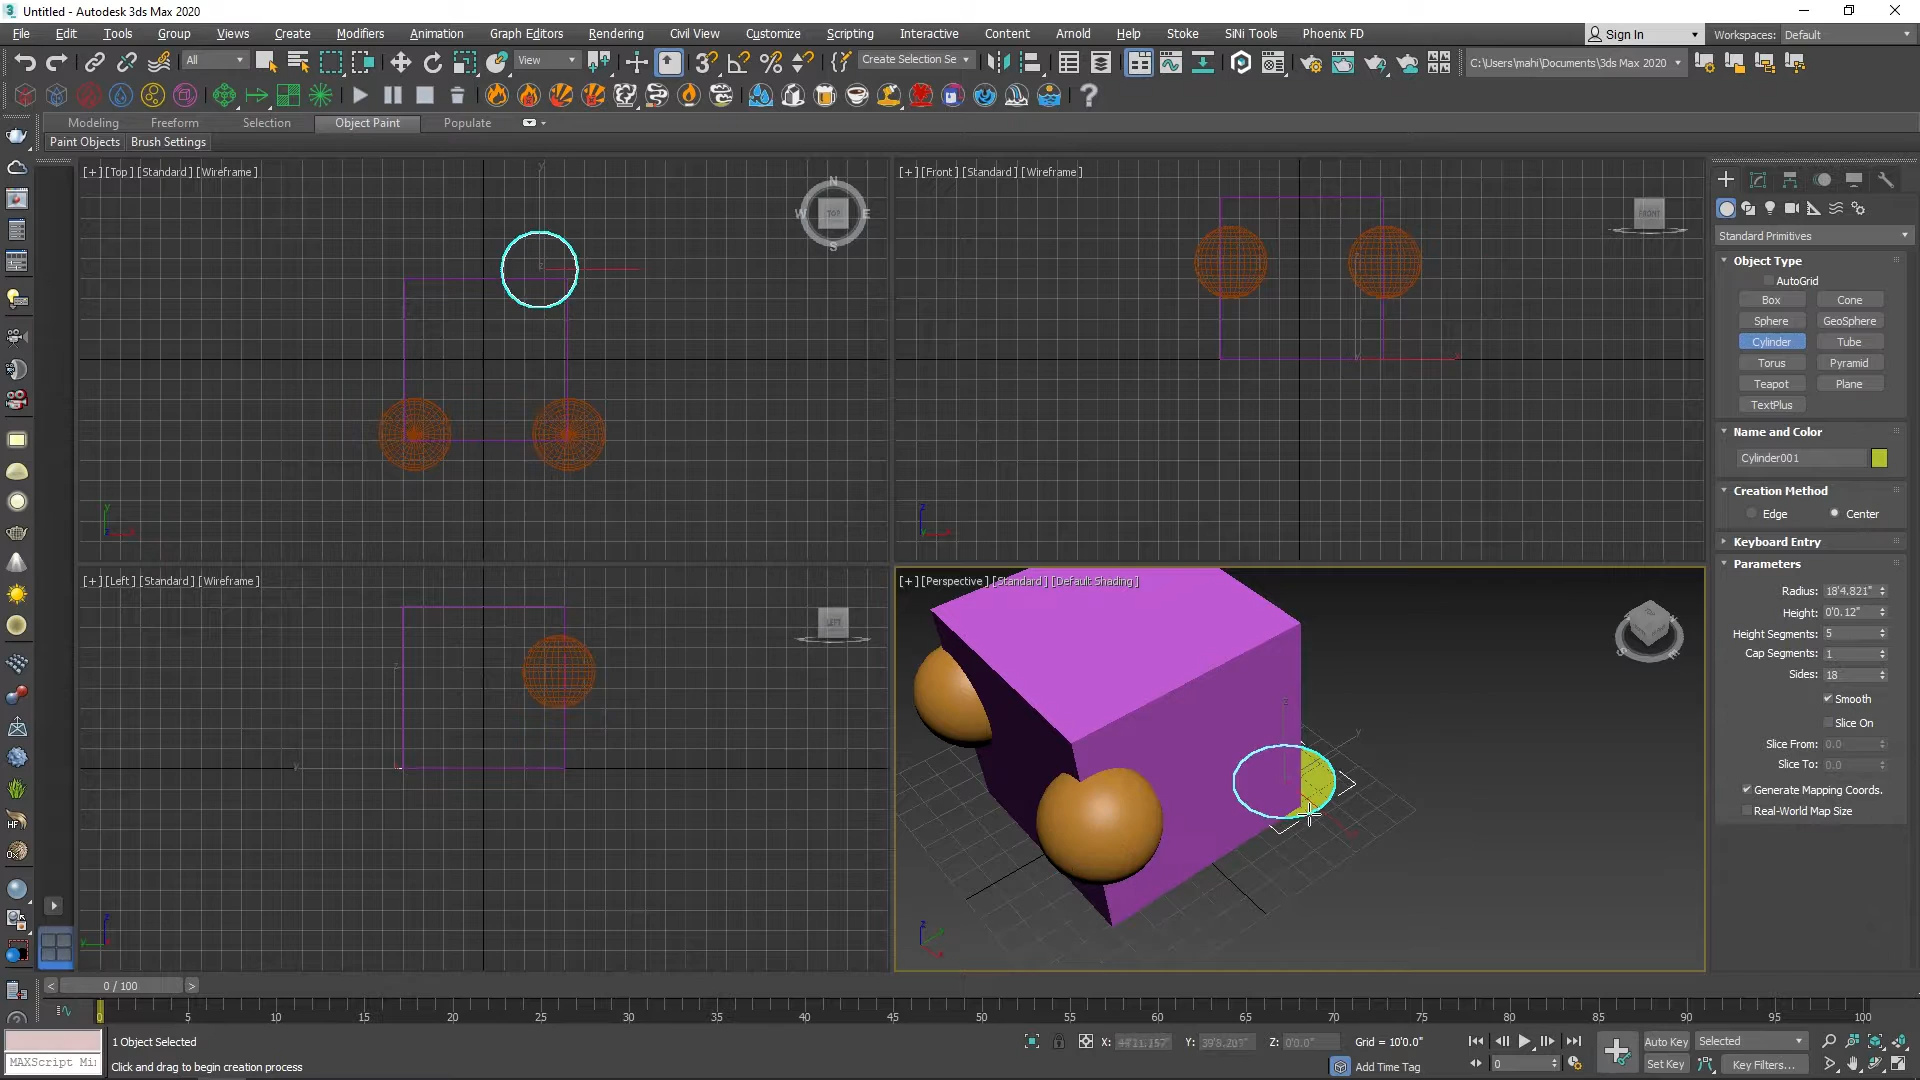 Untitled - Autodesk 3ds Max 2020
File Edit Tools Group Views Create Modifiers Animation Graph Editors Rendering Civil View Customize Scripting Interactive Content Arnold Help Stoke SiNi Tools Phoenix FD Sign In Workspaces: Default
All View Create Selection Se C:\Users\mahi\Documents\3ds Max 2020
Modeling Freeform Selection Object Paint Populate
Paint Objects Brush Settings
[+] [Top] [Standard] [Wireframe]
[+] [Front] [Standard] [Wireframe]
N
W TOP E
S
FRONT
Standard Primitives
Object Type
AutoGrid
Box Cone
Sphere GeoSphere
Cylinder Tube
Torus Pyramid
Teapot Plane
TextPlus
Name and Color
Cylinder001
Creation Method
Edge Center
Keyboard Entry
Parameters
[+] [Left] [Standard] [Wireframe]
[+] [Perspective] [Standard] [Default Shading]
LEFT
Radius: 18'4.821"
Height: 0'0.12"
Height Segments: 5
Cap Segments: 1
Sides: 18
Smooth
Slice On
Slice From: 0.0
Slice To: 0.0
Generate Mapping Coords.
Real-World Map Size
HF
< 0 / 100 >
0 5 10 15 20 25 30 35 40 45 50 55 60 65 70 75 80 85 90 95 100
1 Object Selected
X: Y: Z: 0'0.0" Grid = 10'0.0"
Auto Key Selected
MAXScript Mi
Click and drag to begin creation process
Add Time Tag
0
Set Key Key Filters...